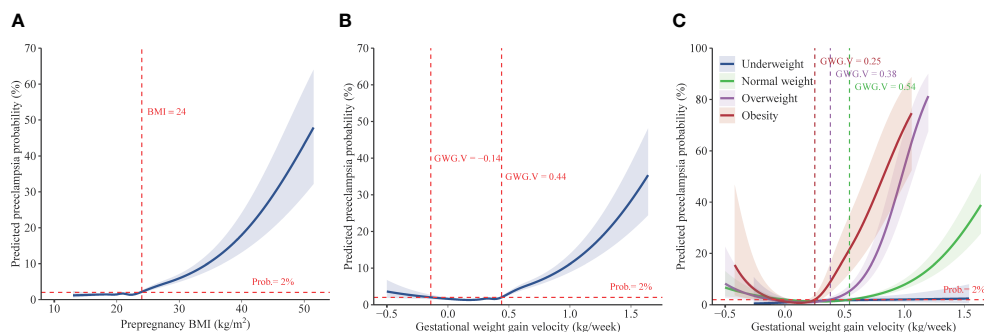 A
Predicted preeclampsia probability (%)
70
60
50
40
30
20
10
0
BMI = 24
Prob.= 2%
10
20
30
40
50
Prepregnancy BMI (kg/m²)
B
Predicted preeclampsia probability (%)
70
60
50
40
30
20
10
0
GWG.V = −0.14
GWG.V = 0.44
Prob.= 2%
−0.5
0.0
0.5
1.0
1.5
Gestational weight gain velocity (kg/week)
C
Predicted preeclampsia probability (%)
100
80
60
40
20
0
Underweight
Normal weight
Overweight
Obesity
GWG.V = 0.25
GWG.V = 0.38
GWG.V = 0.54
Prob.= 2%
−0.5
0.0
0.5
1.0
1.5
Gestational weight gain velocity (kg/week)